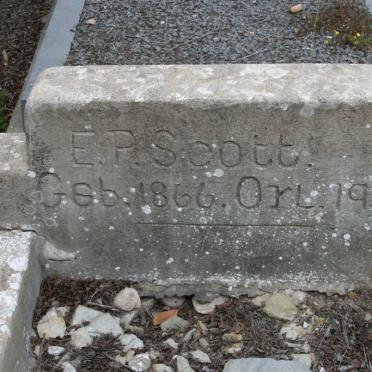 E.P. Scott.
Geb. 1866. Orl. 19